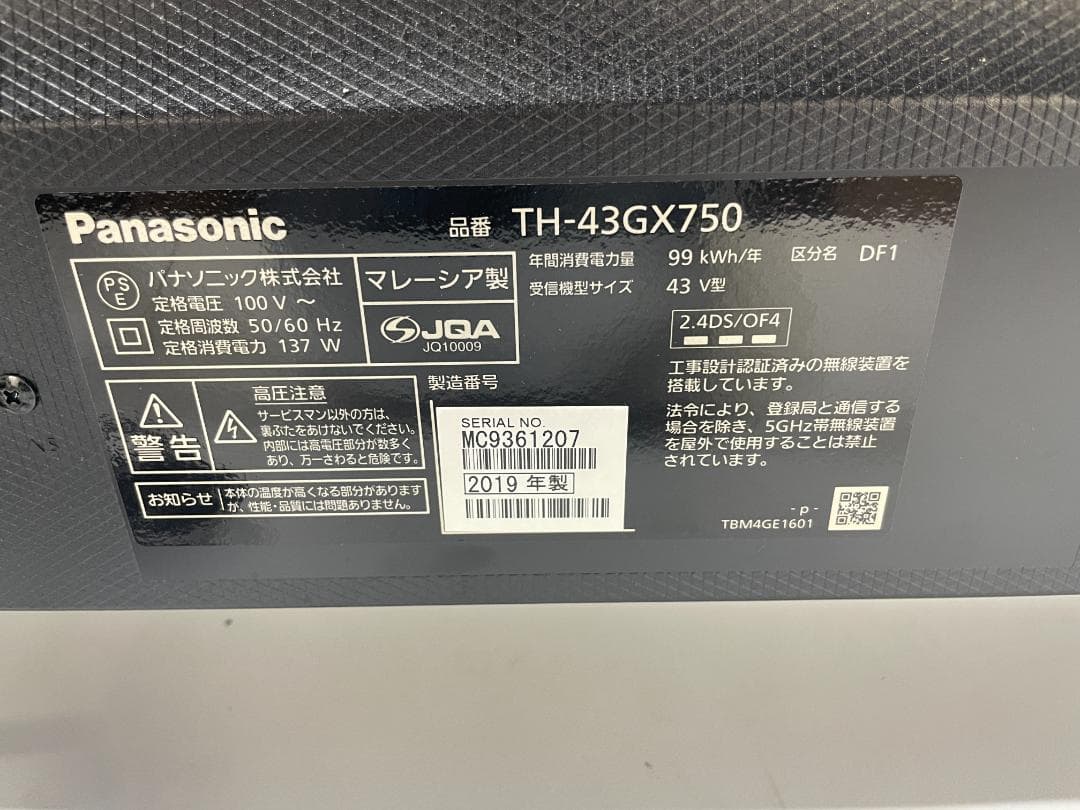 Panasonic
品番 TH-43GX750
PS
E
パナソニック株式会社
定格電圧 100 V ～
定格周波数 50/60 Hz
定格消費電力 137 W
マレーシア製
JQA
JQ10009
年間消費電力量 99 kWh/年 区分名 DF1
受信機型サイズ 43 V型
2.4DS/OF4
工事設計認証済みの無線装置を
搭載しています。
法令により、登録局と通信する
場合を除き、5GHz帯無線装置
を屋外で使用することは禁止
されています。
警告
高圧注意
サービスマン以外の方は、
裏ぶたをあけないでください。
内部には高電圧部分が数多く
あり、万一さわると危険です。
お知らせ
本体の温度が高くなる部分があります
が、性能・品質には問題ありません。
製造番号
SERIAL NO.
MC9361207
2019 年製
- p -
TBM4GE1601